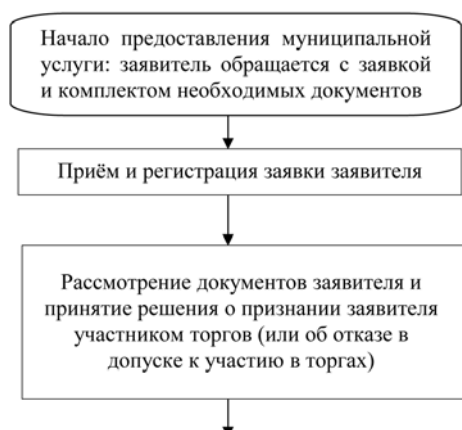 Начало предоставления муниципальной
услуги: заявитель обращается с заявкой
и комплектом необходимых документов
Приём и регистрация заявки заявителя
Рассмотрение документов заявителя и
принятие решения о признании заявителя
участником торгов (или об отказе в
допуске к участию в торгах)